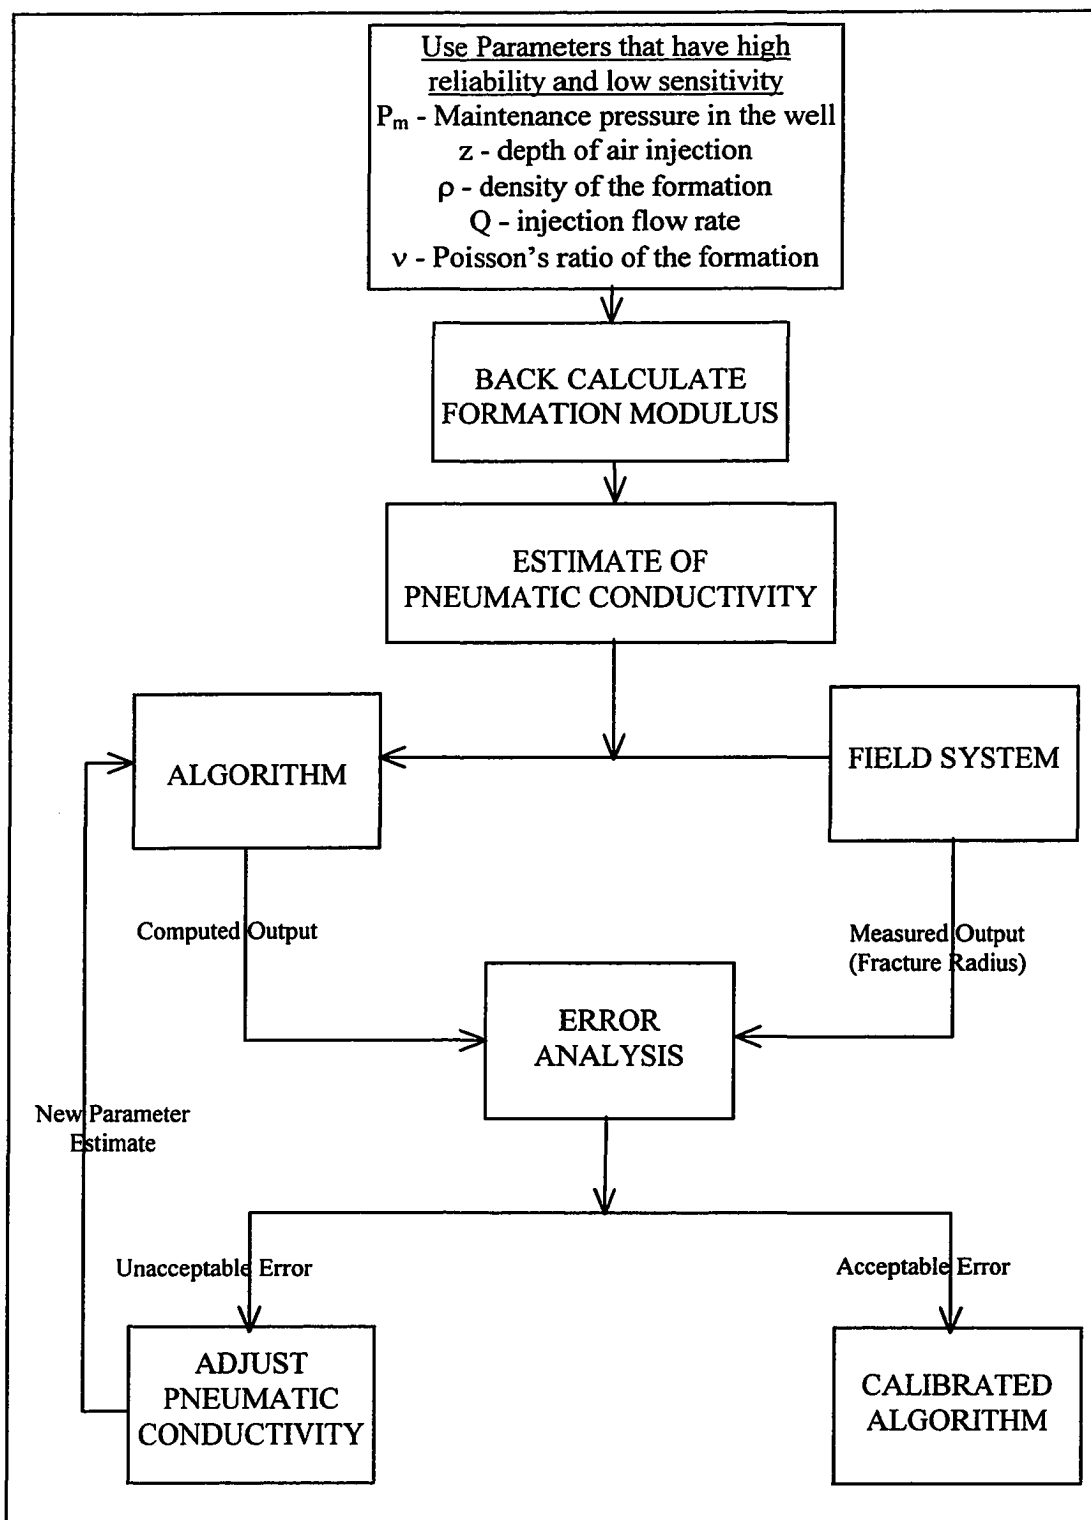 Use Parameters that have high
reliability and low sensitivity
Pm - Maintenance pressure in the well
z - depth of air injection
ρ - density of the formation
Q - injection flow rate
ν - Poisson's ratio of the formation
BACK CALCULATE
FORMATION MODULUS
ESTIMATE OF
PNEUMATIC CONDUCTIVITY
ALGORITHM
FIELD SYSTEM
Computed Output
Measured Output
(Fracture Radius)
ERROR
ANALYSIS
New Parameter
Estimate
Unacceptable Error
Acceptable Error
ADJUST
PNEUMATIC
CONDUCTIVITY
CALIBRATED
ALGORITHM